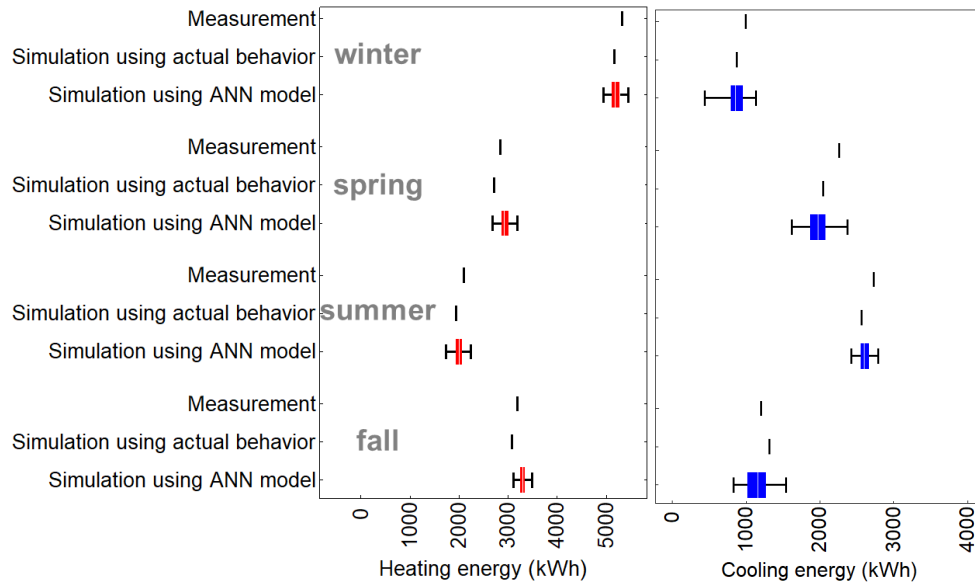 Measurement
Simulation using actual behavior
winter
Simulation using ANN model
Measurement
Simulation using actual behavior
spring
Simulation using ANN model
Measurement
Simulation using actual behavior
summer
Simulation using ANN model
Measurement
Simulation using actual behavior
fall
Simulation using ANN model
0 1000 2000 3000 4000 5000
0 1000 2000 3000 4000
Heating energy (kWh)
Cooling energy (kWh)